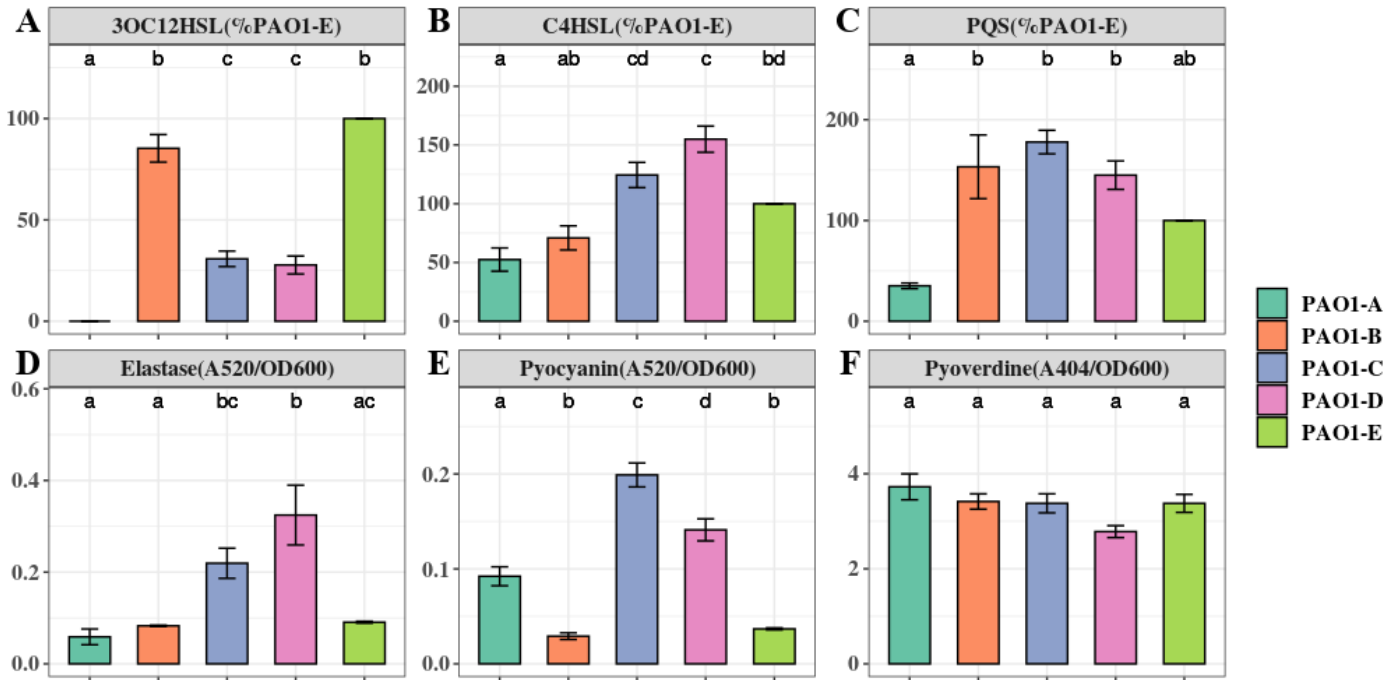 A 3OC12HSL(%PAO1-E)
a b c c b
100
50
0
B C4HSL(%PAO1-E)
a ab cd c bd
200
150
100
50
0
C PQS(%PAO1-E)
a b b b ab
200
100
0
D Elastase(A520/OD600)
a a bc b ac
0.6
0.4
0.2
0.0
E Pyocyanin(A520/OD600)
a b c d b
0.2
0.1
0.0
F Pyoverdine(A404/OD600)
a a a a a
4
2
0
PAO1-A
PAO1-B
PAO1-C
PAO1-D
PAO1-E